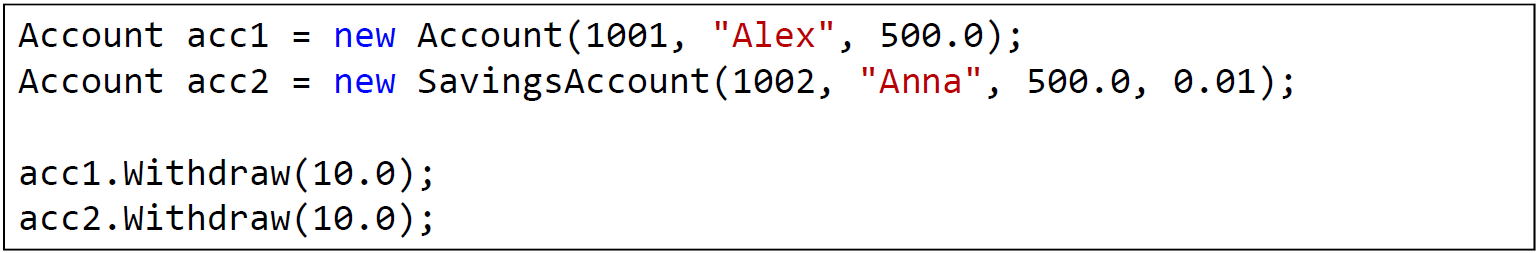 Account acc1 = new Account(1001, "Alex", 500.0);
Account acc2 = new SavingsAccount(1002, "Anna", 500.0, 0.01);
acc1.Withdraw(10.0);
acc2.Withdraw(10.0);